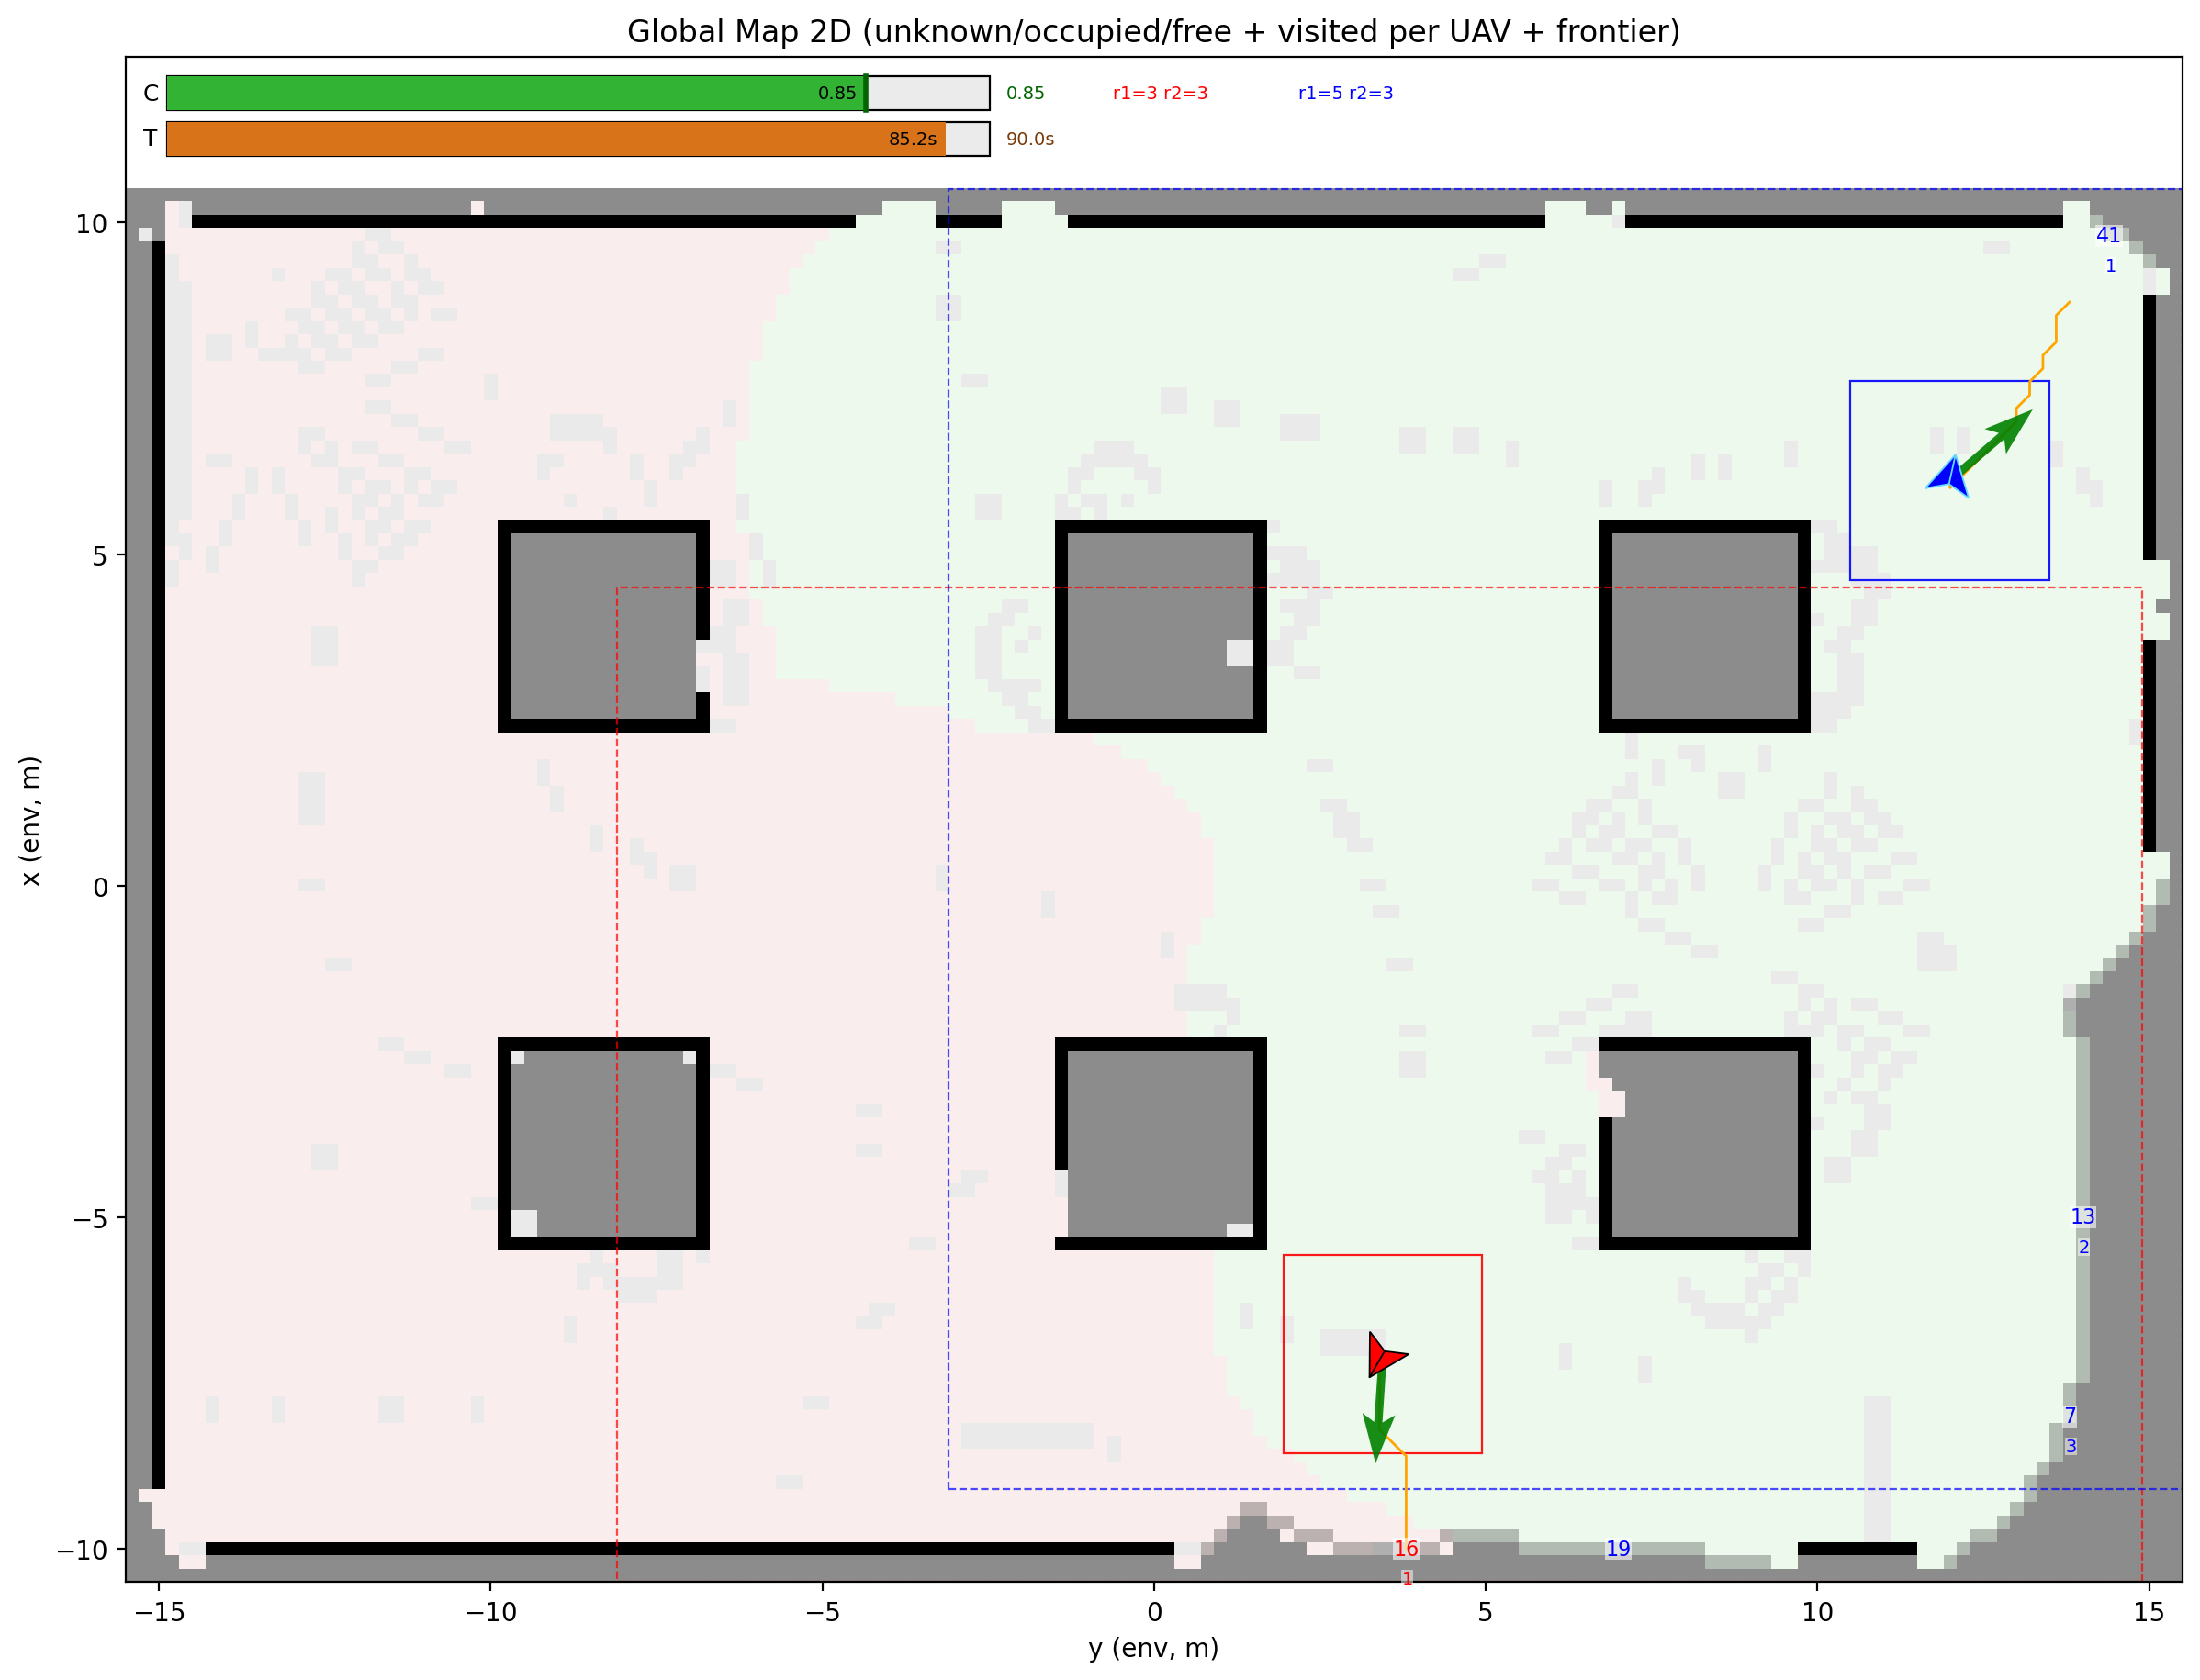 Global Map 2D (unknown/occupied/free + visited per UAV + frontier)
C 0.85 0.85 r1=3 r2=3 r1=5 r2=3
T 85.2s 90.0s
10
5
0
−5
−10
x (env, m)
41
1
13
2
7
3
16
1
19
−15 −10 −5 0 5 10 15
y (env, m)